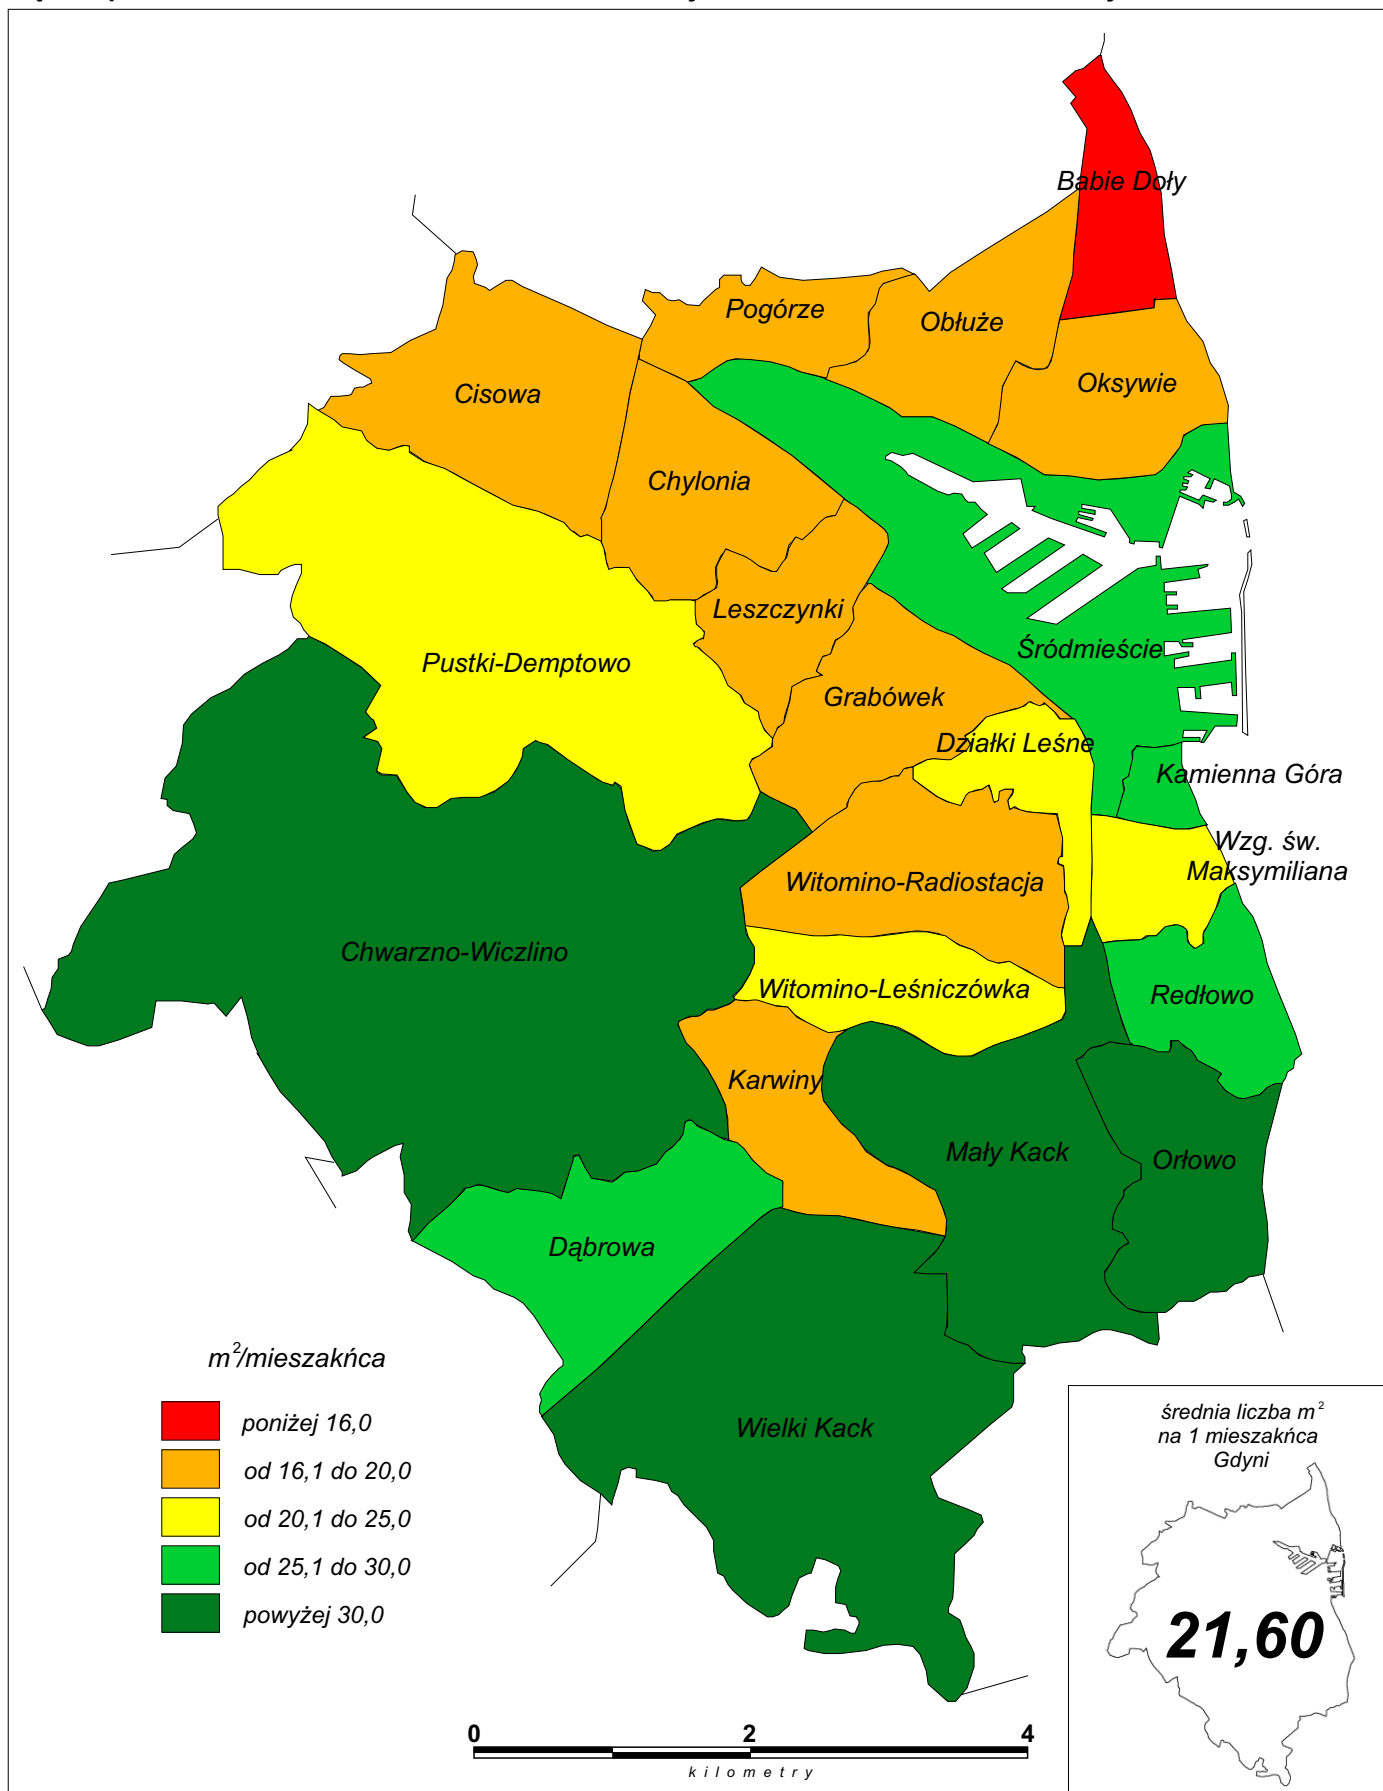 Babie Doły
Pogórze
Obłuże
Oksywie
Cisowa
Chylonia
Leszczynki
Śródmieście
Pustki-Demptowo
Grabówek
Działki Leśne
Kamienna Góra
Wzg. św.
Maksymiliana
Witomino-Radiostacja
Chwarzno-Wiczlino
Witomino-Leśniczówka
Redłowo
Karwiny
Mały Kack
Orłowo
Dąbrowa
Wielki Kack
m²/mieszakńca
poniżej 16,0
od 16,1 do 20,0
od 20,1 do 25,0
od 25,1 do 30,0
powyżej 30,0
średnia liczba m²
na 1 mieszakńca
Gdyni
21,60
0 2 4
kilometry